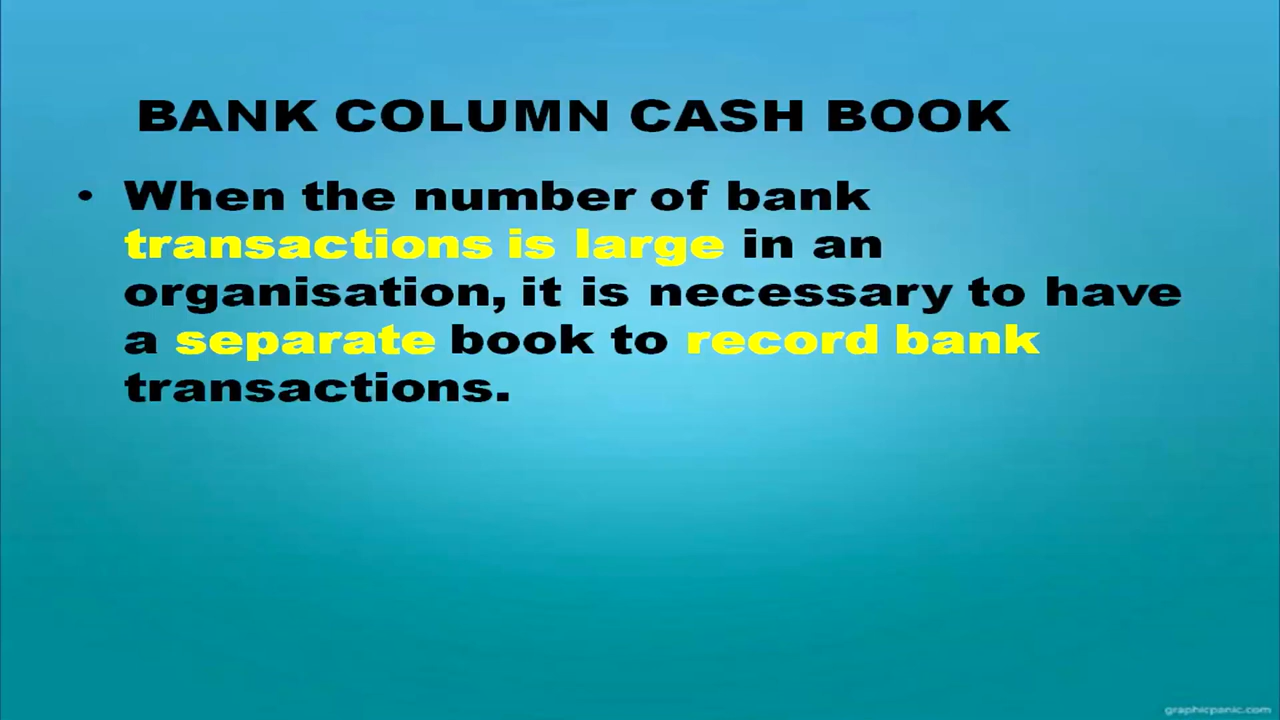 BANK COLUMN CASH BOOK
• When the number of bank
transactions is large in an
organisation, it is necessary to have
a separate book to record bank
transactions.
graphicpanic.com